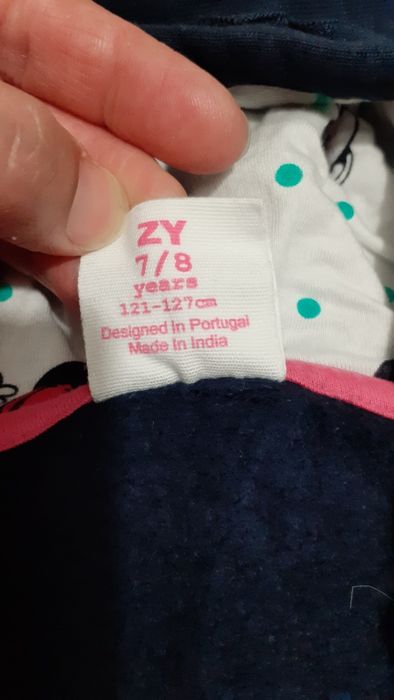 ZY
7/8
years
121-127cm
Designed In Portugal
Made In India